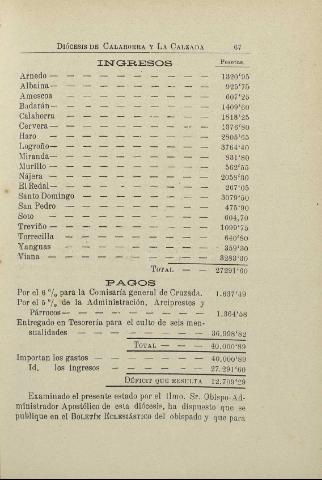 DIÓCESIS DE CALAHORRA Y LA CALZADA 67
INGRESOS Pesetas.
Arnedo — — — — — — — — 1320'95
Albaina — — — — — — — — 925'75
Amescoa — — — — — — — — 607'25
Badarán — — — — — — — — 1409'60
Calahorra — — — — — — — 1818'25
Cervera — — — — — — — — 1376'80
Haro — — — — — — — — 2805'65
Logroño — — — — — — — — 3764'40
Miranda — — — — — — — — 831'80
Murillo — — — — — — — — 562'55
Nájera — — — — — — — — 2058'30
El Redal — — — — — — — — 267'05
Santo Domingo — — — — — — 3079'50
San Pedro — — — — — — — 475'90
Soto — — — — — — — — 604,70
Treviño — — — — — — — — 1099'75
Torrecilla — — — — — — — 640'80
Yanguas — — — — — — — — 359'30
Viana — — — — — — — — 3283'30
TOTAL — — 27291'60
PAGOS
Por el 6 % para la Comisaría general de Cruzada. 1.637'49
Por el 5 % de la Administración, Arciprestes y
Párrocos — — — — — — — 1.364'58
Entregado en Tesorería para el culto de seis men-
sualidades — — — — — — — 36.998'82
TOTAL — — 40.000'89
Importan los gastos — — — — — 40.000'89
Id. los ingresos — — — — — 27.291'60
DÉFICIT QUE RESULTA 12.709'29
Examinado el presente estado por el Ilmo. Sr. Obispo Ad-
ministrador Apostólico de esta diócesis, ha dispuesto que se
publique en el BOLETÍN ECLESIÁSTICO del obispado y que para